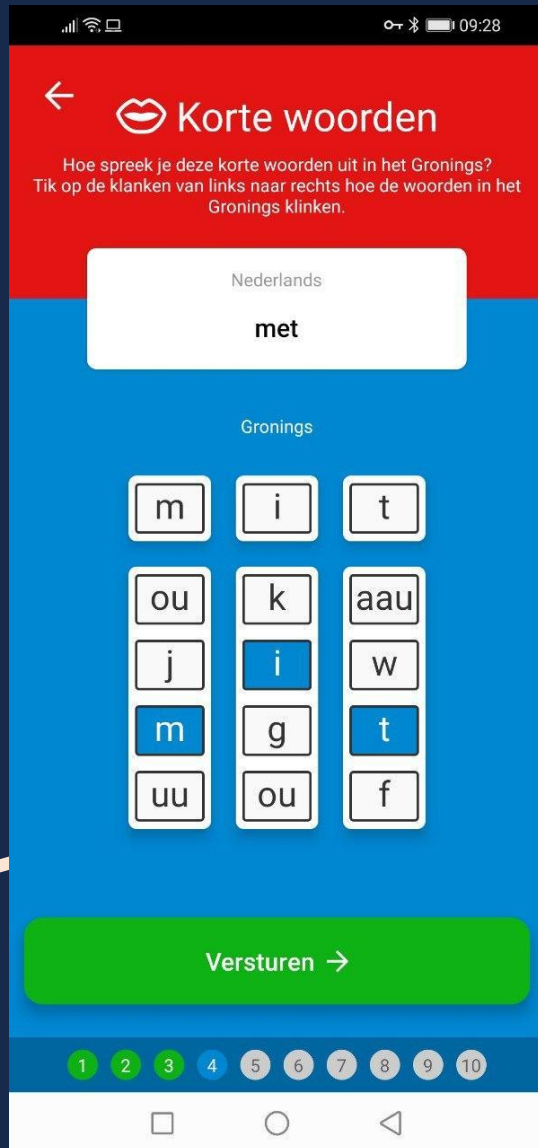 09:28
Korte woorden
Hoe spreek je deze korte woorden uit in het Gronings?
Tik op de klanken van links naar rechts hoe de woorden in het
Gronings klinken.
Nederlands
met
Gronings
m i t
ou k aau
j i w
m g t
uu ou f
Versturen →
1 2 3 4 5 6 7 8 9 10